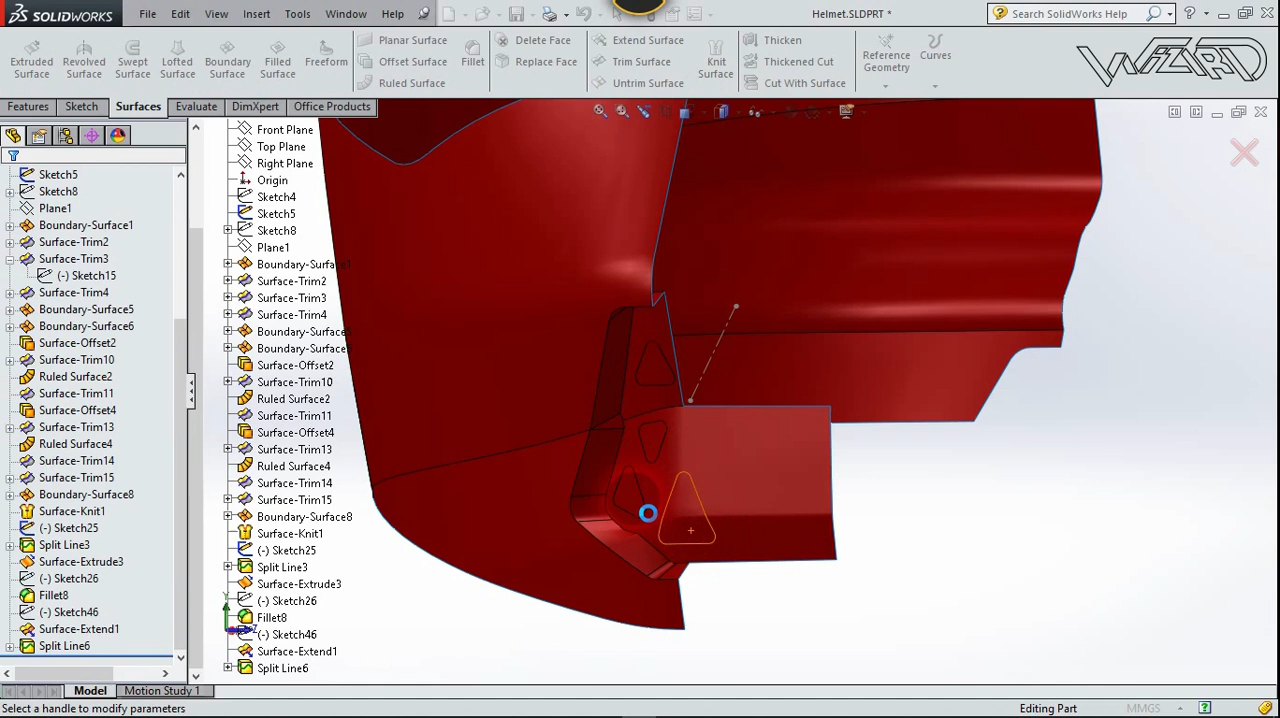 SOLIDWORKS File Edit View Insert Tools Window Help Helmet.SLDPRT * Search SolidWorks Help
WIZARD
Extruded Surface
Revolved Surface
Swept Surface
Lofted Surface
Boundary Surface
Filled Surface
Freeform
Planar Surface
Offset Surface
Ruled Surface
Fillet
Delete Face
Replace Face
Extend Surface
Trim Surface
Untrim Surface
Knit Surface
Thicken
Thickened Cut
Cut With Surface
Reference Geometry
Curves
Features Sketch Surfaces Evaluate DimXpert Office Products
Sketch5
Sketch8
Plane1
Boundary-Surface1
Surface-Trim2
Surface-Trim3
(-) Sketch15
Surface-Trim4
Boundary-Surface5
Boundary-Surface6
Surface-Offset2
Surface-Trim10
Ruled Surface2
Surface-Trim11
Surface-Offset4
Surface-Trim13
Ruled Surface4
Surface-Trim14
Surface-Trim15
Boundary-Surface8
Surface-Knit1
(-) Sketch25
Split Line3
Surface-Extrude3
(-) Sketch26
Fillet8
(-) Sketch46
Surface-Extend1
Split Line6
Front Plane
Top Plane
Right Plane
Origin
Sketch4
Sketch5
Sketch8
Plane1
Boundary-Surface1
Surface-Trim2
Surface-Trim3
Surface-Trim4
Boundary-Surface5
Boundary-Surface6
Surface-Offset2
Surface-Trim10
Ruled Surface2
Surface-Trim11
Surface-Offset4
Surface-Trim13
Ruled Surface4
Surface-Trim14
Surface-Trim15
Boundary-Surface8
Surface-Knit1
(-) Sketch25
Split Line3
Surface-Extrude3
(-) Sketch26
Fillet8
(-) Sketch46
Surface-Extend1
Split Line6
Y
Z
Model Motion Study 1
Select a handle to modify parameters Editing Part MMGS